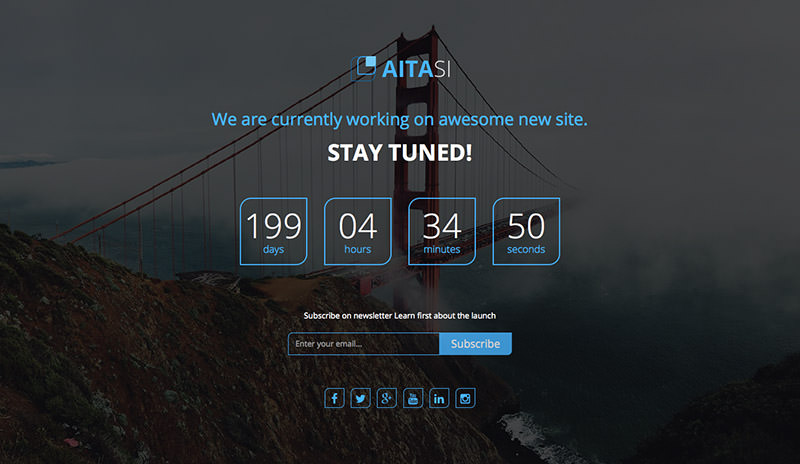 AITASI
We are currently working on awesome new site.
STAY TUNED!
199 04 34 50
days hours minutes seconds
Subscribe on newsletter Learn first about the launch
Enter your email... Subscribe